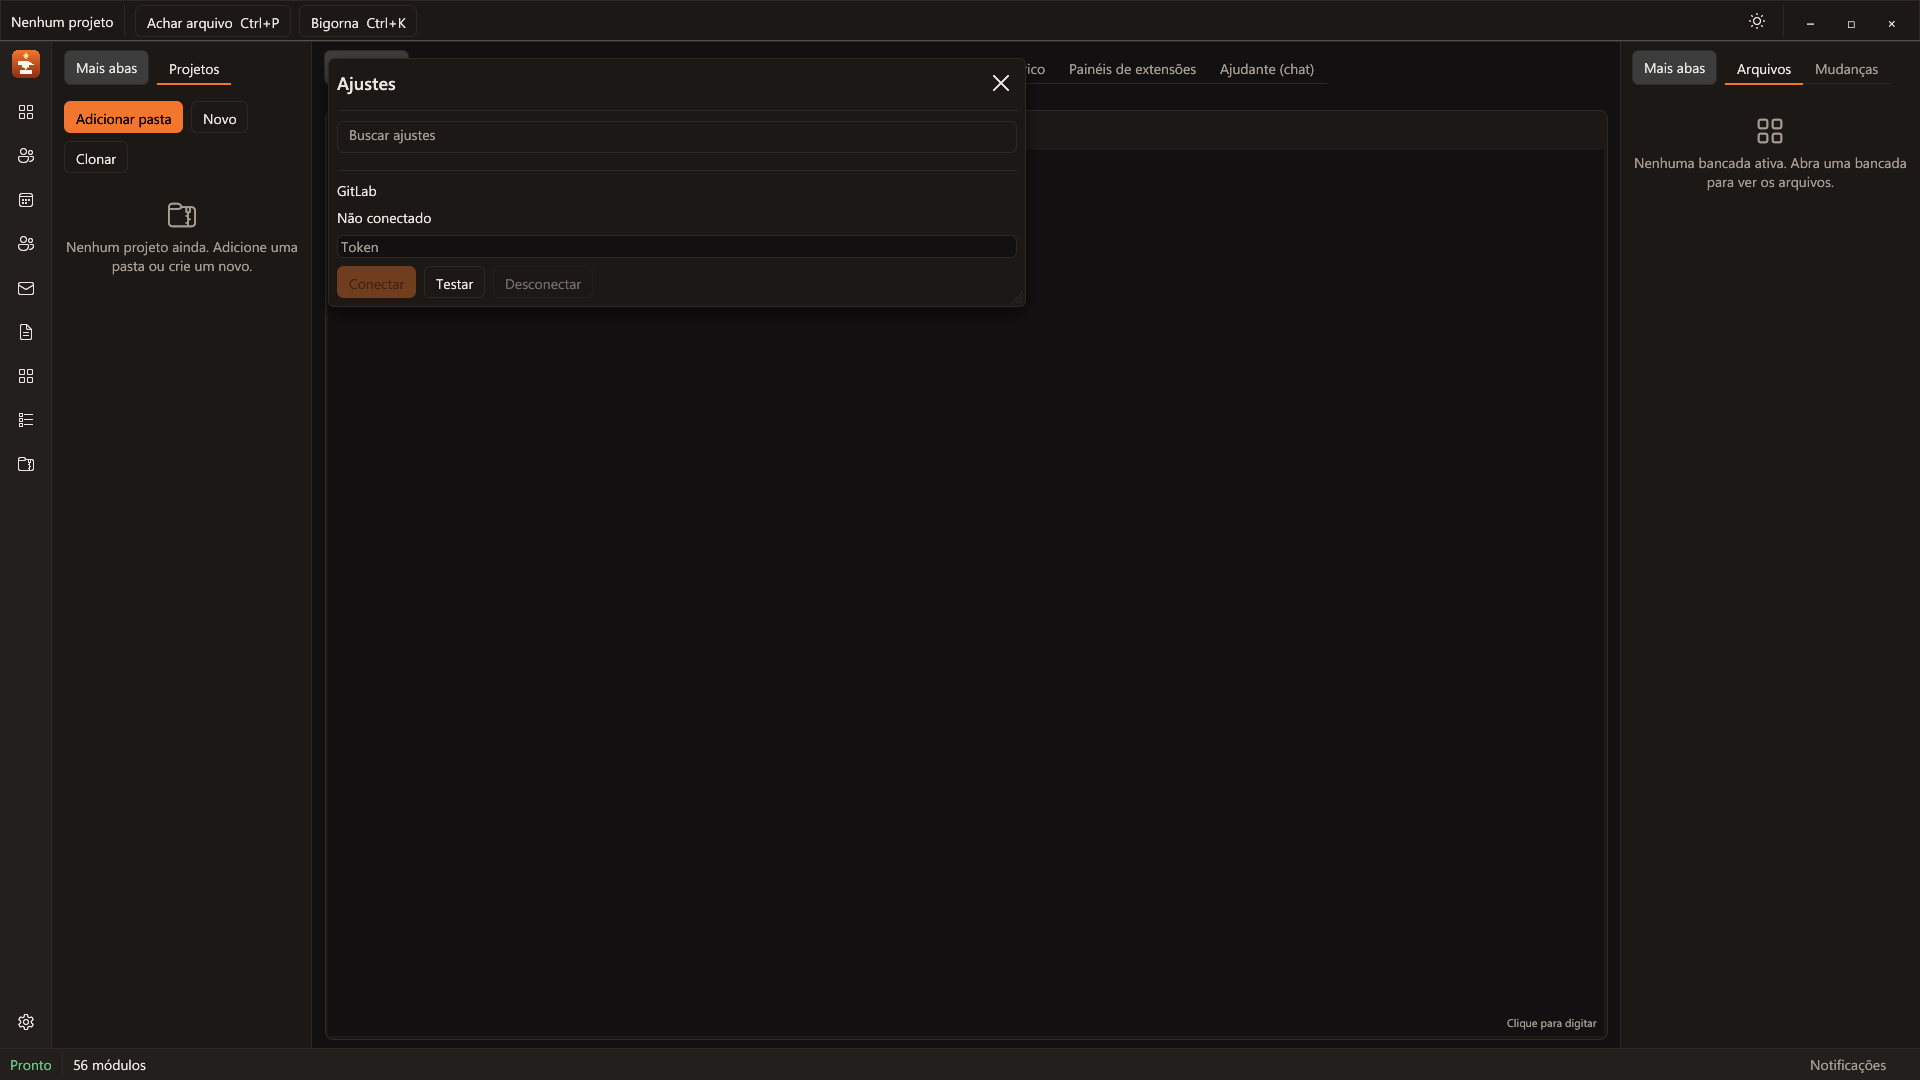 Nenhum projeto
Achar arquivo Ctrl+P
Bigorna Ctrl+K
Mais abas
Projetos
Adicionar pasta
Novo
Clonar
Nenhum projeto ainda. Adicione uma
pasta ou crie um novo.
Ajustes
Buscar ajustes
GitLab
Não conectado
Token
Conectar
Testar
Desconectar
Painéis de extensões
Ajudante (chat)
Clique para digitar
Mais abas
Arquivos
Mudanças
Nenhuma bancada ativa. Abra uma bancada
para ver os arquivos.
Pronto
56 módulos
Notificações